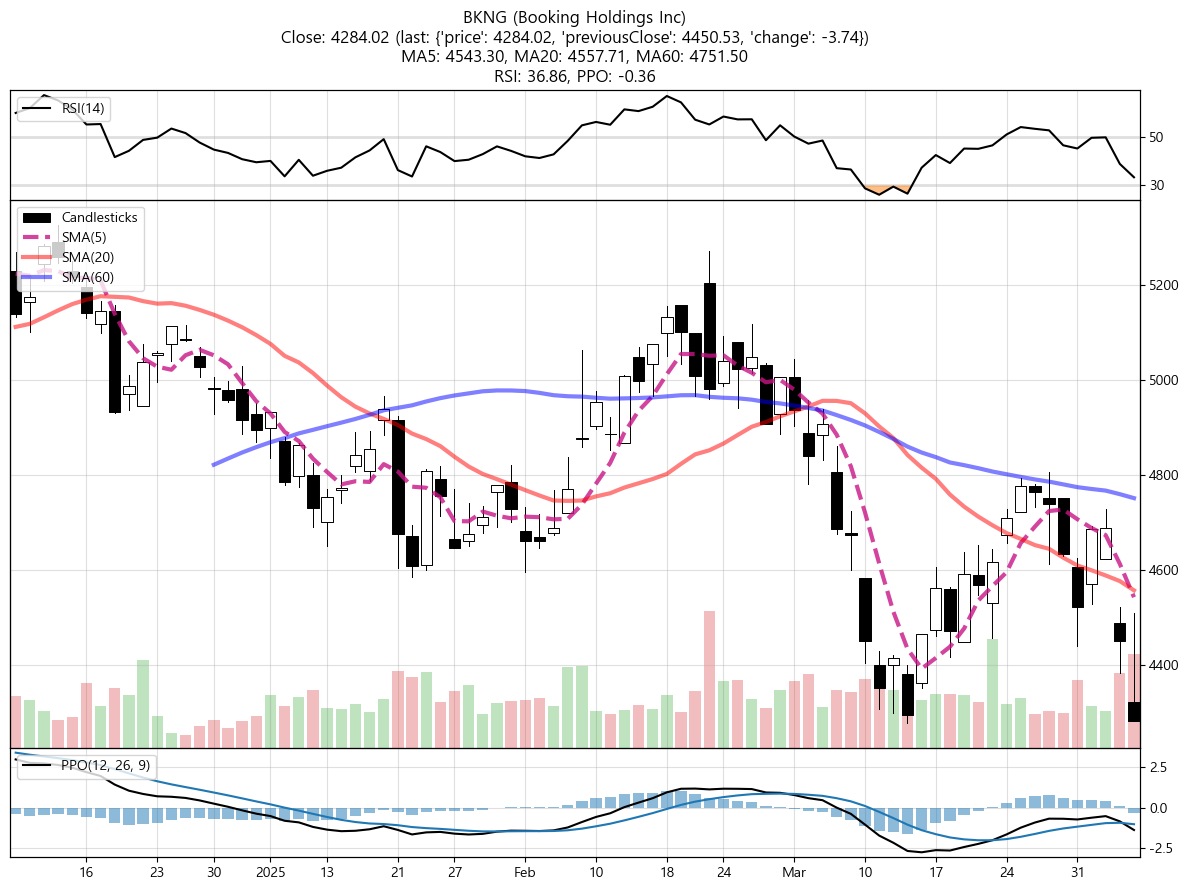 BKNG (Booking Holdings Inc)
Close: 4284.02 (last: {'price': 4284.02, 'previousClose': 4450.53, 'change': -3.74})
MA5: 4543.30, MA20: 4557.71, MA60: 4751.50
RSI: 36.86, PPO: -0.36
RSI(14)
50
30
Candlesticks
SMA(5)
SMA(20)
SMA(60)
5200
5000
4800
4600
4400
PPO(12, 26, 9)
2.5
0.0
-2.5
16 23 30 2025 13 21 27 Feb 10 18 24 Mar 10 17 24 31